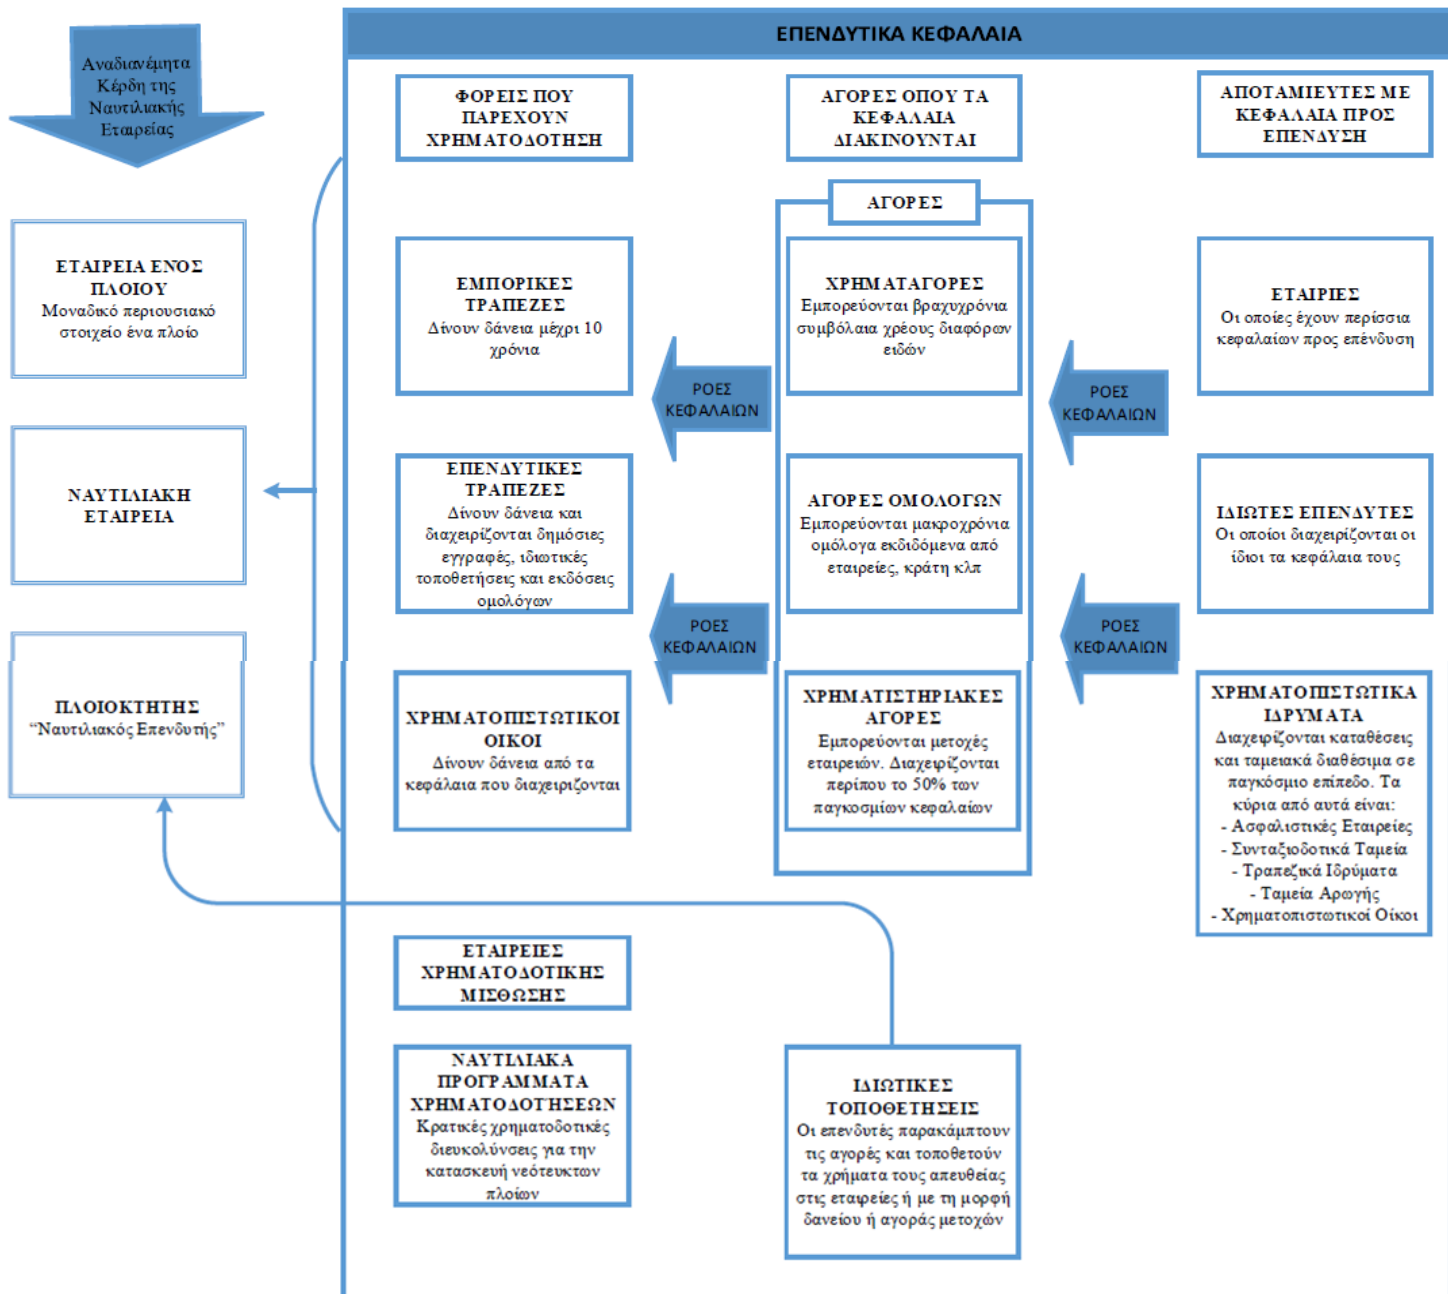 ΕΠΕΝΔΥΤΙΚΑ ΚΕΦΑΛΑΙΑ
Αναδιανέμητα
Κέρδη της
Ναυτιλιακής
Εταιρείας
ΦΟΡΕΙΣ ΠΟΥ
ΠΑΡΕΧΟΥΝ
ΧΡΗΜΑΤΟΔΟΤΗΣΗ
ΑΓΟΡΕΣ ΟΠΟΥ ΤΑ
ΚΕΦΑΛΑΙΑ
ΔΙΑΚΙΝΟΥΝΤΑΙ
ΑΠΟΤΑΜΙΕΥΤΕΣ ΜΕ
ΚΕΦΑΛΑΙΑ ΠΡΟΣ
ΕΠΕΝΔΥΣΗ
ΑΓΟΡΕΣ
ΕΤΑΙΡΕΙΑ ΕΝΌΣ
ΠΛΟΙΟΥ
Μοναδικό περιουσιακό
στοιχείο ένα πλοίο
ΕΜΠΟΡΙΚΕΣ
ΤΡΑΠΕΖΕΣ
Δίνουν δάνεια μέχρι 10
χρόνια
ΧΡΗΜΑΤΑΓΟΡΕΣ
Εμπορεύονται βραχυχρόνια
συμβόλαια χρέους διαφόρων
ειδών
ΕΤΑΙΡΙΕΣ
Οι οποίες έχουν περίσσια
κεφαλαίων προς επένδυση
ΡΟΕΣ
ΚΕΦΑΛΑΙΩΝ
ΡΟΕΣ
ΚΕΦΑΛΑΙΩΝ
ΝΑΥΤΙΛΙΑΚΗ
ΕΤΑΙΡΕΙΑ
ΕΠΕΝΔΥΤΙΚΕΣ
ΤΡΑΠΕΖΕΣ
Δίνουν δάνεια και
διαχειρίζονται δημόσιες
εγγραφές, ιδιωτικές
τοποθετήσεις και εκδόσεις
ομολόγων
ΑΓΟΡΕΣ ΟΜΟΛΟΓΩΝ
Εμπορεύονται μακροχρόνια
ομόλογα εκδιδόμενα από
εταιρείες, κράτη κλπ
ΙΔΙΩΤΕΣ ΕΠΕΝΔΥΤΕΣ
Οι οποίοι διαχειρίζονται οι
ίδιοι τα κεφάλαια τους
ΡΟΕΣ
ΚΕΦΑΛΑΙΩΝ
ΡΟΕΣ
ΚΕΦΑΛΑΙΩΝ
ΠΛΟΙΟΚΤΗΤΗΣ
“Ναυτιλιακός Επενδυτής”
ΧΡΗΜΑΤΟΠΙΣΤΩΤΙΚΟΙ
ΟΙΚΟΙ
Δίνουν δάνεια από τα
κεφάλαια που διαχειριζονται
ΧΡΗΜΑΤΙΣΤΗΡΙΑΚΕΣ
ΑΓΟΡΕΣ
Εμπορεύονται μετοχές
εταιρειών. Διαχειρίζονται
περίπου το 50% των
παγκοσμίων κεφαλαίων
ΧΡΗΜΑΤΟΠΙΣΤΩΤΙΚΑ
ΙΔΡΥΜΑΤΑ
Διαχειρίζονται καταθέσεις
και ταμειακά διαθέσιμα σε
παγκόσμιο επίπεδο. Τα
κύρια από αυτά είναι:
- Ασφαλιστικές Εταιρείες
- Συνταξιοδοτικά Ταμεία
- Τραπεζικά Ιδρύματα
- Ταμεία Αρωγής
- Χρηματοπιστωτικοί Οίκοι
ΕΤΑΙΡΕΙΕΣ
ΧΡΗΜΑΤΟΔΟΤΙΚΗΣ
ΜΙΣΘΩΣΗΣ
ΝΑΥΤΙΛΙΑΚΑ
ΠΡΟΓΡΑΜΜΑΤΑ
ΧΡΗΜΑΤΟΔΟΤΉΣΕΩΝ
Κρατικές χρηματοδοτικές
διευκολύνσεις για την
κατασκευή νεότευκτων
πλοίων
ΙΔΙΩΤΙΚΕΣ
ΤΟΠΟΘΕΤΗΣΕΙΣ
Οι επενδυτές παρακάμπτουν
τις αγορές και τοποθετούν
τα χρήματα τους απευθείας
στις εταιρείες ή με τη μορφή
δανείου ή αγοράς μετοχών